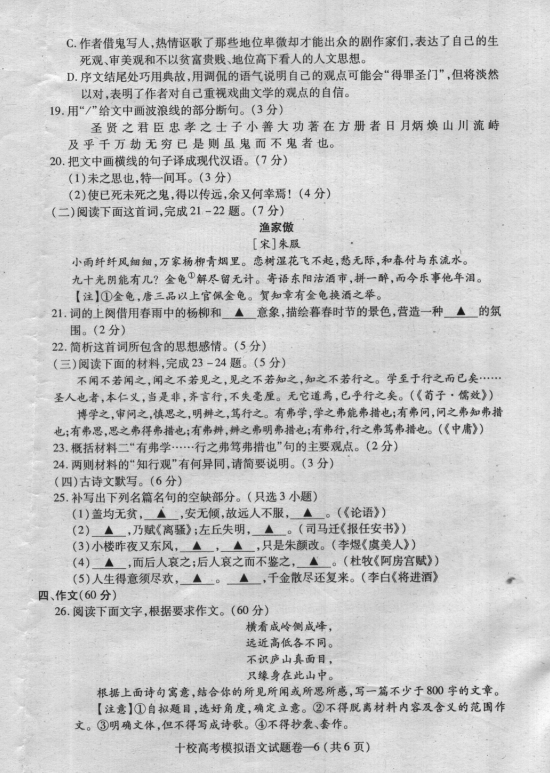 C. 作者借鬼写人,热情讴歌了那些地位卑微却才能出众的剧作家们,表达了自己的生
死观、审美观和不以贫富贵贱、地位高下看人的人文思想。
D. 序文结尾处巧用典故,用调侃的语气说明自己的观点可能会“得罪圣门”,但将淡然
以对,表明了作者对自己重视戏曲文学的观点的自信。
19. 用“/”给文中画波浪线的部分断句。(3 分)
圣贤之君臣忠孝之士子小善大功著在方册者日月炳焕山川流峙
及乎千万劫无穷已是则虽鬼而不鬼者也。
20. 把文中画横线的句子译成现代汉语。(7 分)
(1)未之思也,特一间耳。(3 分)
(2)使已死未死之鬼,得以传远,余又何幸焉!(4 分)
(二)阅读下面这首词,完成 21-22 题。(7 分)
渔家傲
[宋]朱服
小雨纤纤风细细,万家杨柳青烟里。恋树湿花飞不起,愁无际,和春付与东流水。
九十光阴能有几?金龟①解尽留无计。寄语东阳沽酒市,拼一醉,而今乐事他年泪。
【注】①金龟,唐三品以上官佩金龟。贺知章有金龟换酒之举。
21. 词的上阕借用春雨中的杨柳和 ▲ 意象,描绘暮春时节的景色,营造一种 ▲ 的氛
围。(2 分)
22. 简析这首词所包含的思想感情。(5 分)
(三)阅读下面的材料,完成 23-24 题。(5 分)
不闻不若闻之,闻之不若见之,见之不若知之,知之不若行之。学至于行之而已矣……
圣人也者,本仁义,当是非,齐言行,不失毫厘。无它道焉,已乎行之矣。(《荀子·儒效》)
博学之,审问之,慎思之,明辨之,笃行之。有弗学,学之弗能弗措也;有弗问,问之弗知弗措
也;有弗思,思之弗得弗措也;有弗辨,辨之弗明弗措也;有弗行,行之弗笃弗措也。(《中庸》)
23. 概括材料二“有弗学……行之弗笃弗措也”句的主要观点。(2 分)
24. 两则材料的“知行观”有何异同,请简要说明。(3 分)
(四)古诗文默写。(6 分)
25. 补写出下列名篇名句的空缺部分。(只选 3 小题)
(1)盖均无贫, ▲ ,安无倾,故远人不服, ▲ 。(《论语》)
(2) ▲ ,乃赋《离骚》;左丘失明, ▲ 。(司马迁《报任安书》)
(3)小楼昨夜又东风, ▲ , ▲ ,只是朱颜改。(李煜《虞美人》)
(4) ▲ ,而后人哀之;后人哀之而不鉴之, ▲ 。(杜牧《阿房宫赋》)
(5)人生得意须尽欢, ▲ 。 ▲ ,千金散尽还复来。(李白《将进酒》
四、作文(60 分)
26. 阅读下面文字,根据要求作文。(60 分)
横看成岭侧成峰,
远近高低各不同。
不识庐山真面目,
只缘身在此山中。
根据上面诗句寓意,结合你的所见所闻或所思所感,写一篇不少于 800 字的文章。
【注意】①自拟题目,选好角度,确定立意。②不得脱离材料内容及含义的范围作
文。③明确文体,但不得写成诗歌。④不得抄袭、套作。
十校高考模拟语文试题卷—6(共 6 页)